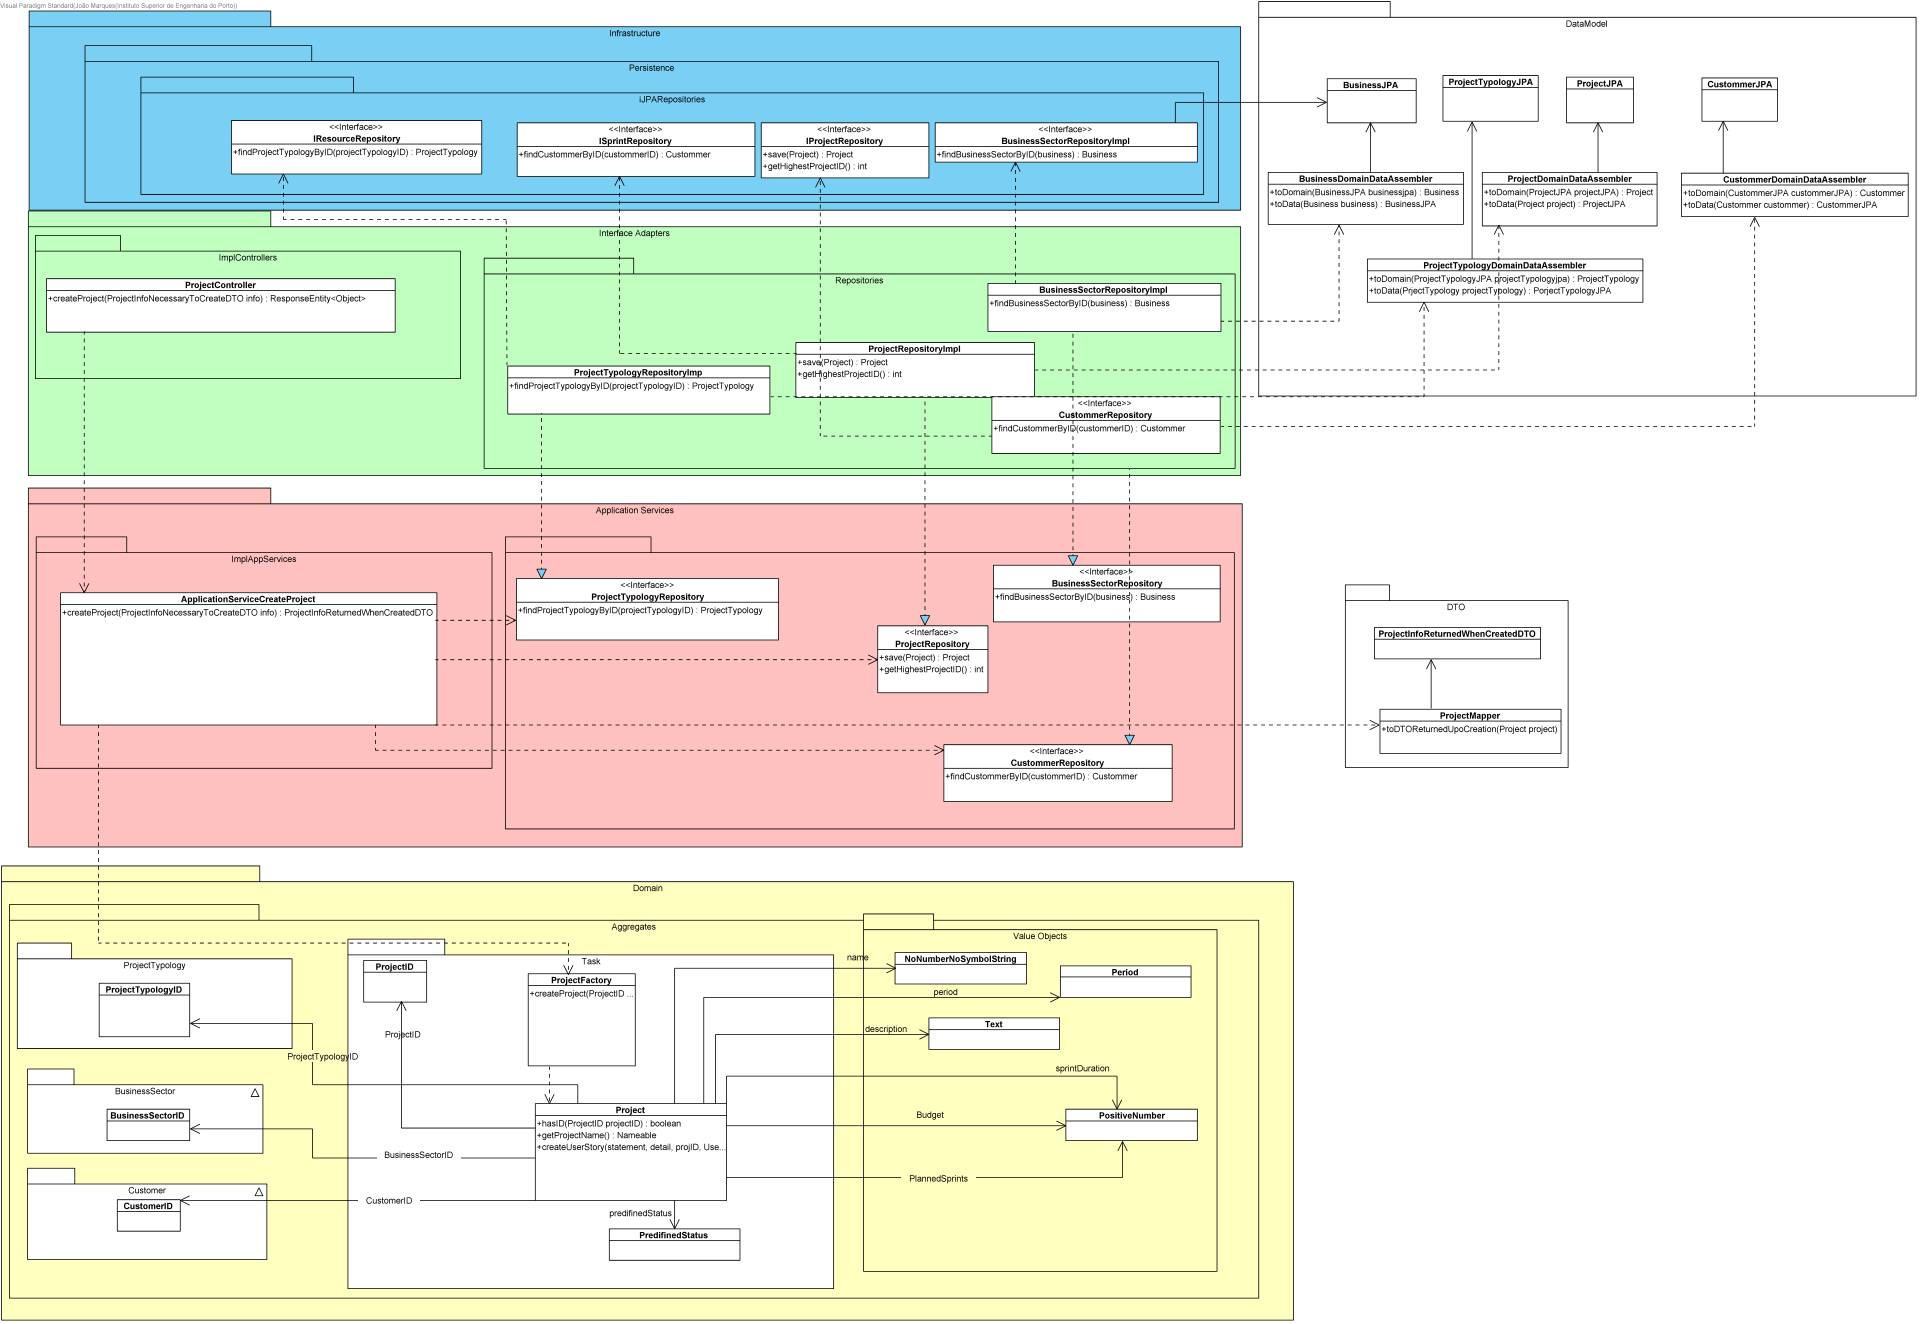 Visual Paradigm Standard(João Marques(Instituto Superior de Engenharia do Porto))
Infrastructure
Persistence
iJPARepositories
<<Interface>>
IResourceRepository
+findProjectTypologyByID(projectTypologyID) : ProjectTypology
<<Interface>>
ISprintRepository
+findCustommerByID(custommerID) : Custommer
<<Interface>>
IProjectRepository
+save(Project) : Project
+getHighestProjectID() : int
<<Interface>>
BusinessSectorRepositoryImpl
+findBusinessSectorByID(business) : Business
DataModel
BusinessJPA
ProjectTypologyJPA
ProjectJPA
CustommerJPA
BusinessDomainDataAssembler
+toDomain(BusinessJPA businessjpa) : Business
+toData(Business business) : BusinessJPA
ProjectDomainDataAssembler
+toDomain(ProjectJPA projectJPA) : Project
+toData(Project project) : ProjectJPA
CustommerDomainDataAssembler
+toDomain(CustommerJPA custommerJPA) : Custommer
+toData(Custommer custommer) : CustommerJPA
ProjectTypologyDomainDataAssembler
+toDomain(ProjectTypologyJPA projectTypologyjpa) : ProjectTypology
+toData(PrjectTypology projectTypology) : PorjectTypologyJPA
Interface Adapters
ImplControllers
ProjectController
+createProject(ProjectInfoNecessaryToCreateDTO info) : ResponseEntity<Object>
Repositories
BusinessSectorRepositoryImpl
+findBusinessSectorByID(business) : Business
ProjectRepositoryImpl
+save(Project) : Project
+getHighestProjectID() : int
ProjectTypologyRepositoryImp
+findProjectTypologyByID(projectTypologyID) : ProjectTypology
<<Interface>>
CustommerRepository
+findCustommerByID(custommerID) : Custommer
Application Services
ImplAppServices
ApplicationServiceCreateProject
+createProject(ProjectInfoNecessaryToCreateDTO info) : ProjectInfoReturnedWhenCreatedDTO
<<Interface>>
ProjectTypologyRepository
+findProjectTypologyByID(projectTypologyID) : ProjectTypology
<<Interface>>
BusinessSectorRepository
+findBusinessSectorByID(business) : Business
<<Interface>>
ProjectRepository
+save(Project) : Project
+getHighestProjectID() : int
<<Interface>>
CustommerRepository
+findCustommerByID(custommerID) : Custommer
DTO
ProjectInfoReturnedWhenCreatedDTO
ProjectMapper
+toDTOReturnedUpoCreation(Project project)
Domain
Aggregates
ProjectTypology
ProjectTypologyID
ProjectTypologyID
BusinessSector
BusinessSectorID
BusinessSectorID
Customer
CustomerID
CustomerID
Task
ProjectID
ProjectID
ProjectFactory
+createProject(ProjectID ...
Project
+hasID(ProjectID projectID) : boolean
+getProjectName() : Nameable
+createUserStory(statement, detail, projID, Use...
predifinedStatus
PredifinedStatus
Value Objects
name
NoNumberNoSymbolString
period
Period
description
Text
sprintDuration
Budget
PositiveNumber
PlannedSprints